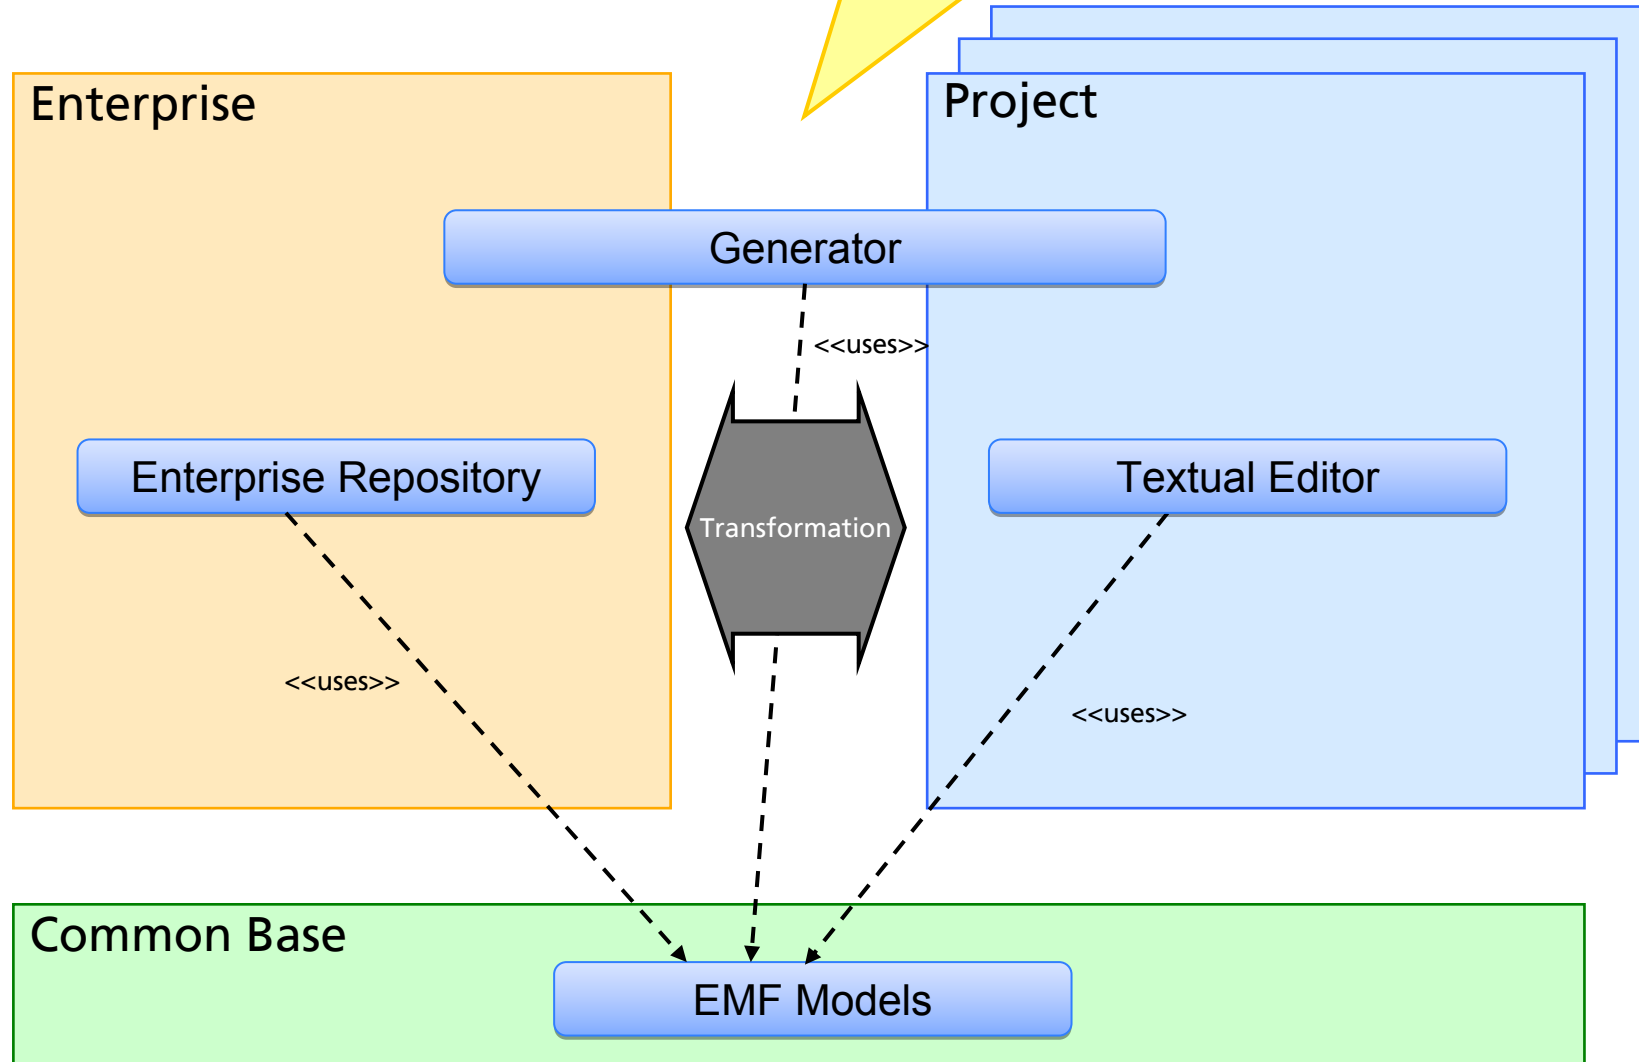 Enterprise
Project
Generator
<<uses>>
Enterprise Repository
Textual Editor
Transformation
<<uses>>
<<uses>>
Common Base
EMF Models